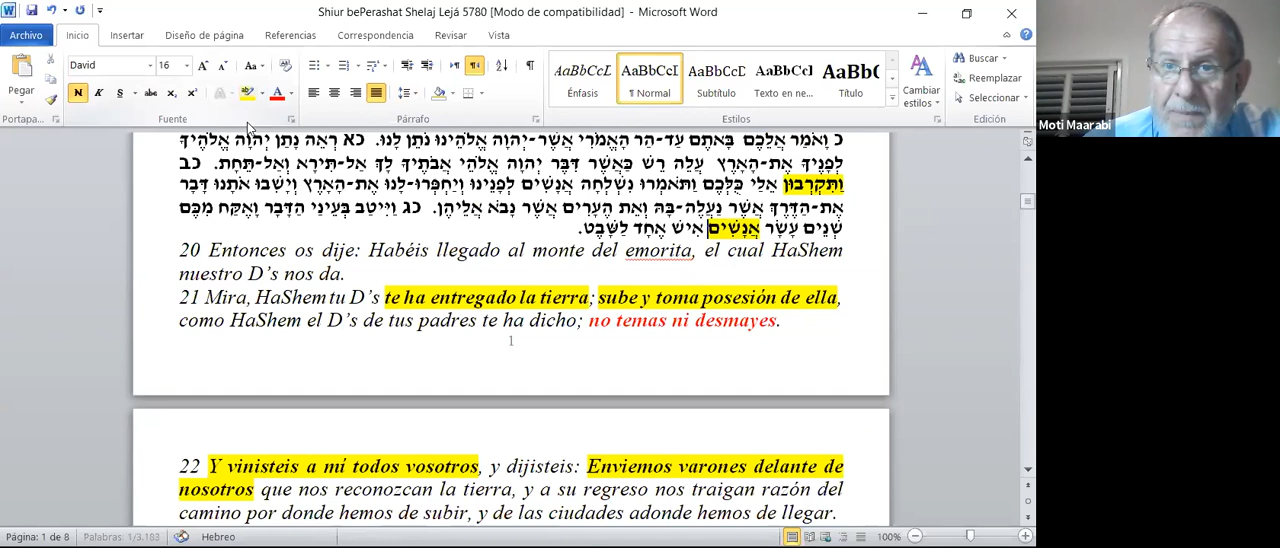 Shiur bePerashat Shelaj Lejá 5780 [Modo de compatibilidad] - Microsoft Word
Archivo Inicio Insertar Diseño de página Referencias Correspondencia Revisar Vista
David 16 Buscar
Reemplazar
Pegar Cambiar estilos Seleccionar
AaBbCcL AaBbCcI AaBbCcI AaBbCcI AaBb(
Énfasis ¶ Normal Subtítulo Texto en ne... Título
Portapa... Fuente Párrafo Estilos Edición
Moti Maarabi
כ וָאֹמַר אֲלֵכֶם בָּאתֶם עַד-הַר הָאֱמֹרִי אֲשֶׁר-יְהוָה אֱלֹהֵינוּ נֹתֵן לָנוּ. כא רְאֵה נָתַן יְהוָה אֱלֹהֶיךָ
לְפָנֶיךָ אֶת-הָאָרֶץ עֲלֵה רֵשׁ כַּאֲשֶׁר דִּבֶּר יְהוָה אֱלֹהֵי אֲבֹתֶיךָ לָךְ אַל-תִּירָא וְאַל-תֵּחָת. כב
וַתִּקְרְבוּן אֵלַי כֻּלְּכֶם וַתֹּאמְרוּ נִשְׁלְחָה אֲנָשִׁים לְפָנֵינוּ וְיַחְפְּרוּ-לָנוּ אֶת-הָאָרֶץ וְיָשִׁבוּ אֹתָנוּ דָּבָר
אֶת-הַדֶּרֶךְ אֲשֶׁר נַעֲלֶה-בָּהּ וְאֵת הֶעָרִים אֲשֶׁר נָבֹא אֲלֵיהֶן. כג וַיִּיטַב בְּעֵינַי הַדָּבָר וָאֶקַּח מִכֶּם
שְׁנֵים עָשָׂר אֲנָשִׁים אִישׁ אֶחָד לַשָּׁבֶט.
20 Entonces os dije: Habéis llegado al monte del emorita, el cual HaShem
nuestro D’s nos da.
21 Mira, HaShem tu D’s te ha entregado la tierra; sube y toma posesión de ella,
como HaShem el D’s de tus padres te ha dicho; no temas ni desmayes.
1
22 Y vinisteis a mí todos vosotros, y dijisteis: Enviemos varones delante de
nosotros que nos reconozcan la tierra, y a su regreso nos traigan razón del
camino por donde hemos de subir, y de las ciudades adonde hemos de llegar.
Página: 1 de 8 Palabras: 1/3.183 Hebreo 100%